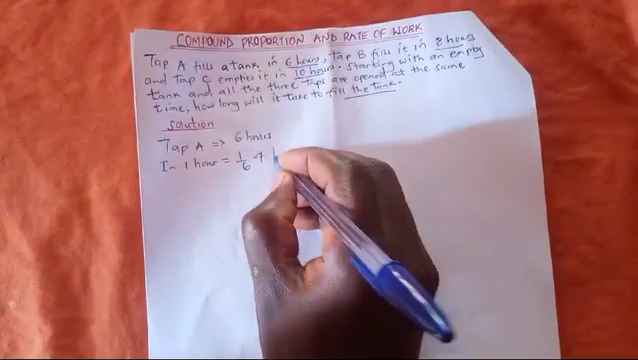 COMPOUND PROPORTION AND RATE OF WORK
Tap A fills a tank in 6 hours, Tap B fills it in 8 hours
and Tap C empties it in 10 hours. Starting with an empty
tank and all the three Taps are opened at the same
time, how long will it take to fill the tank.
Solution
Tap A => 6 hours
In 1 hour = 1/6 of